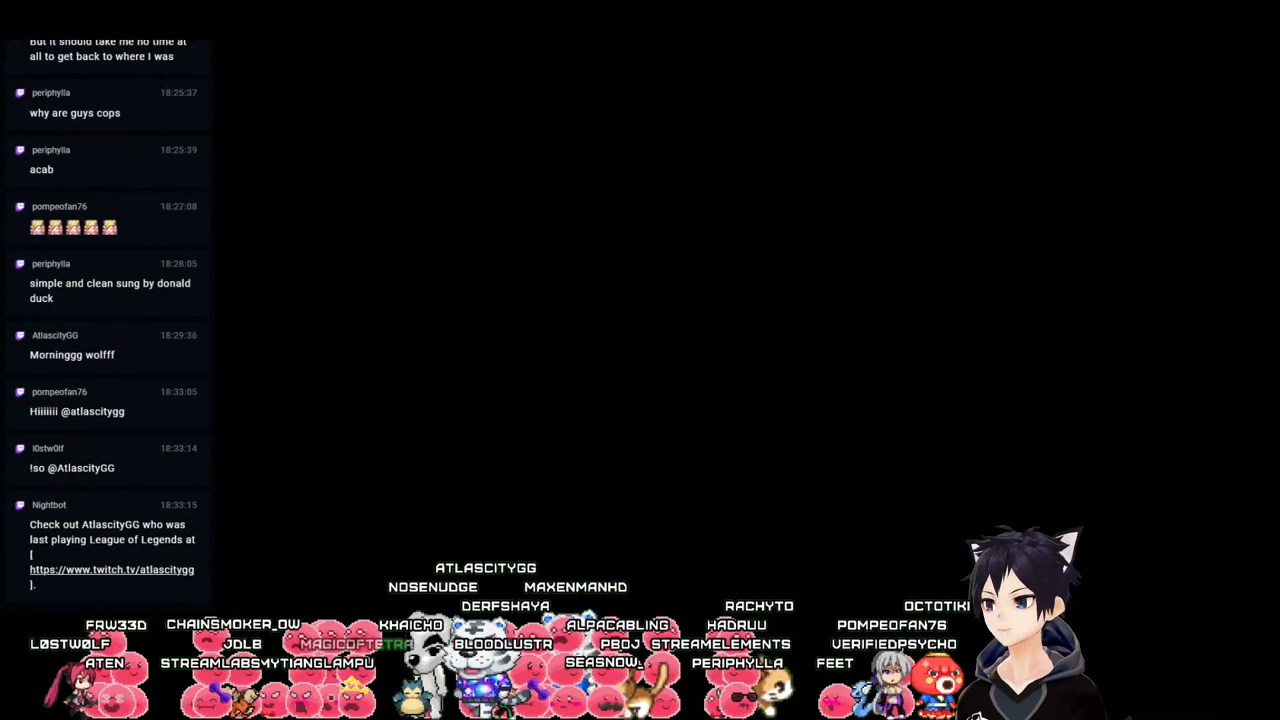 But it should take me no time at
all to get back to where I was
periphylla 18:25:37
why are guys cops
periphylla 18:25:39
acab
pompeofan76 18:27:08
periphylla 18:28:05
simple and clean sung by donald
duck
AtlascityGG 18:29:36
Morninggg wolfff
pompeofan76 18:33:05
Hiiiiiii @atlascitygg
l0stw0lf 18:33:14
!so @AtlascityGG
Nightbot 18:33:15
Check out AtlascityGG who was
last playing League of Legends at
[
https://www.twitch.tv/atlascitygg
].
ATLASCITYGG
NOSENUDGE MAXENMANHD
DERFSHAYA RACHYTO OCTOTIKI
FRW33D CHAINSMOKER_OW KHAICHO ALPACABLING HADRUU POMPEOFAN76
L0STW0LF JDLB MAGICOFTETRA BLOODLUSTR PBOJ STREAMELEMENTS VERIFIEDPSYCHO
ATEN STREAMLABS MYTIANGLAMPU SEASNOW_ PERIPHYLLA FEET